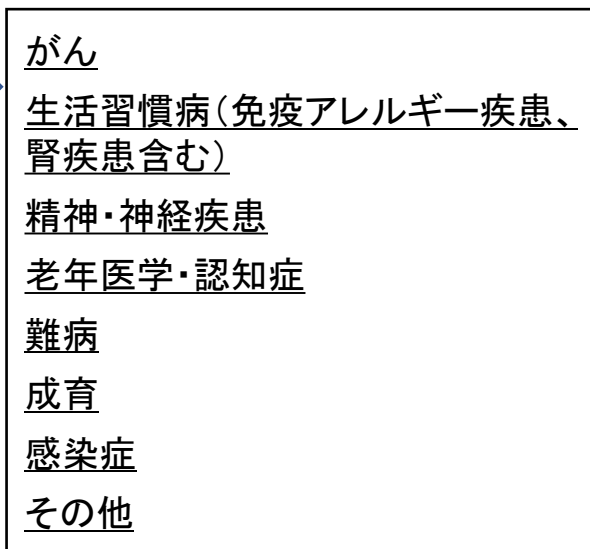 がん
生活習慣病（免疫アレルギー疾患、
腎疾患含む）
精神・神経疾患
老年医学・認知症
難病
成育
感染症
その他